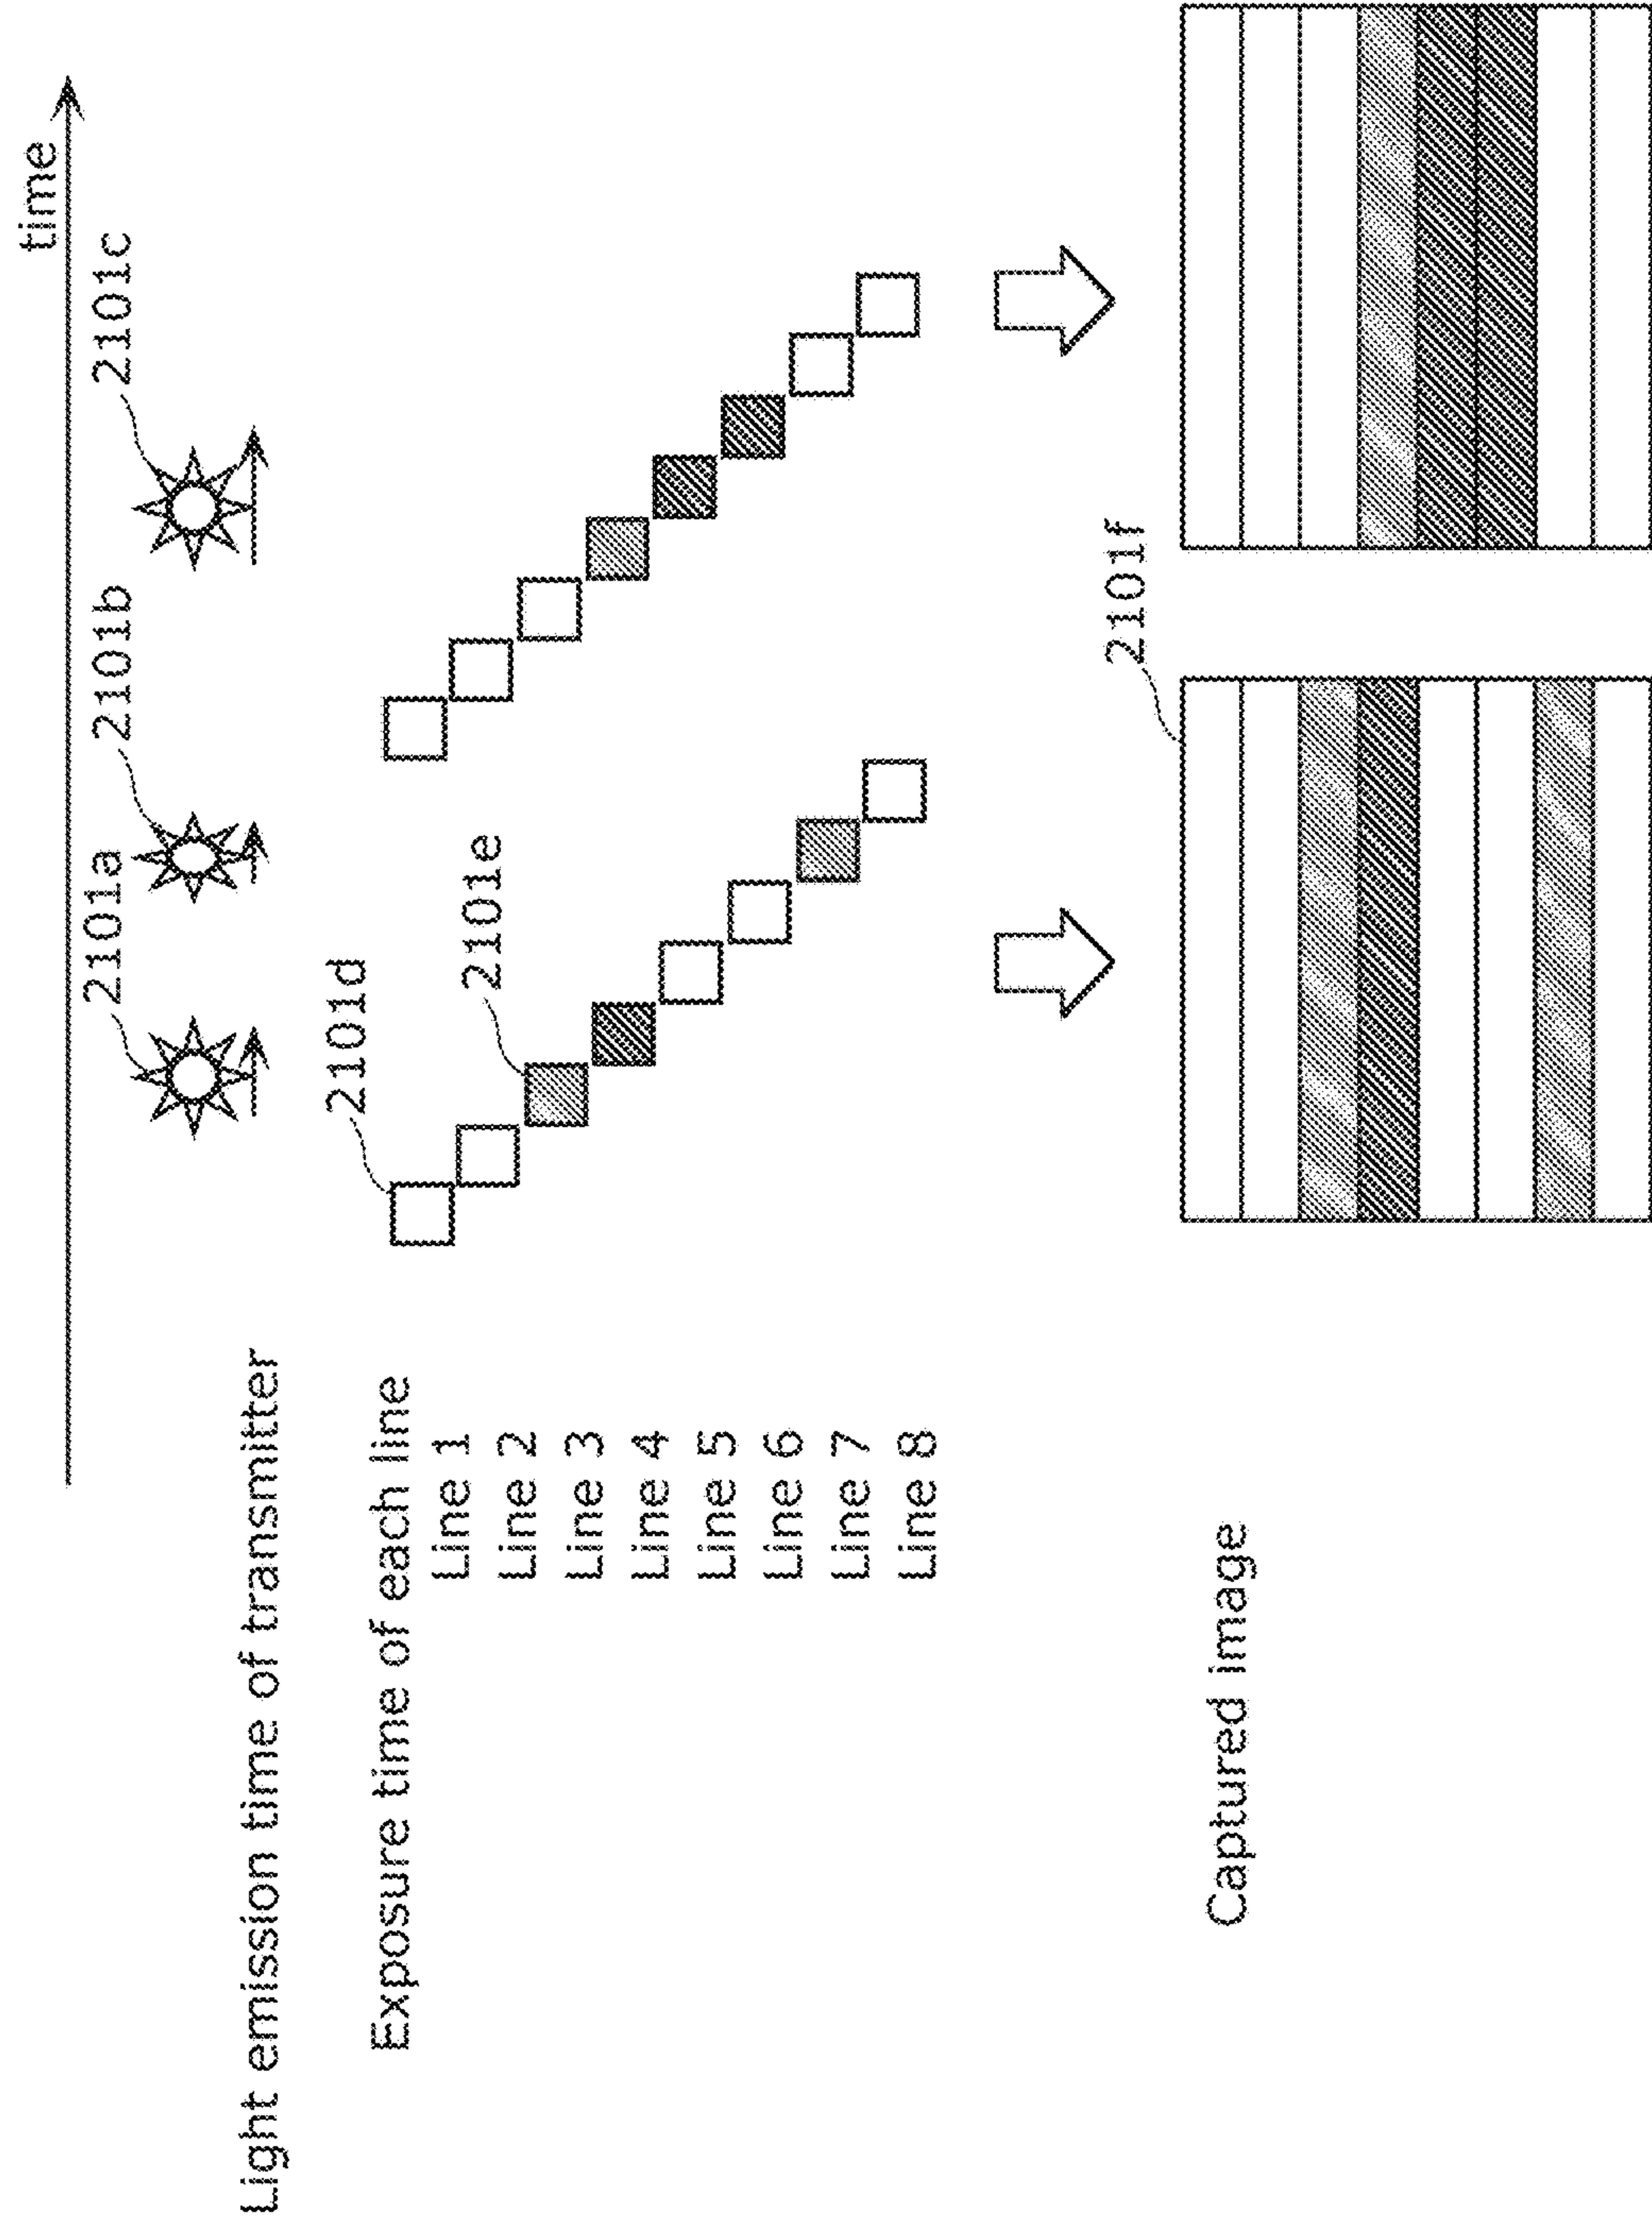 time
2101a
2101b
2101c
Light emission time of transmitter
2101d
2101e
Exposure time of each line
Line 1
Line 2
Line 3
Line 4
Line 5
Line 6
Line 7
Line 8
2101f
Captured image